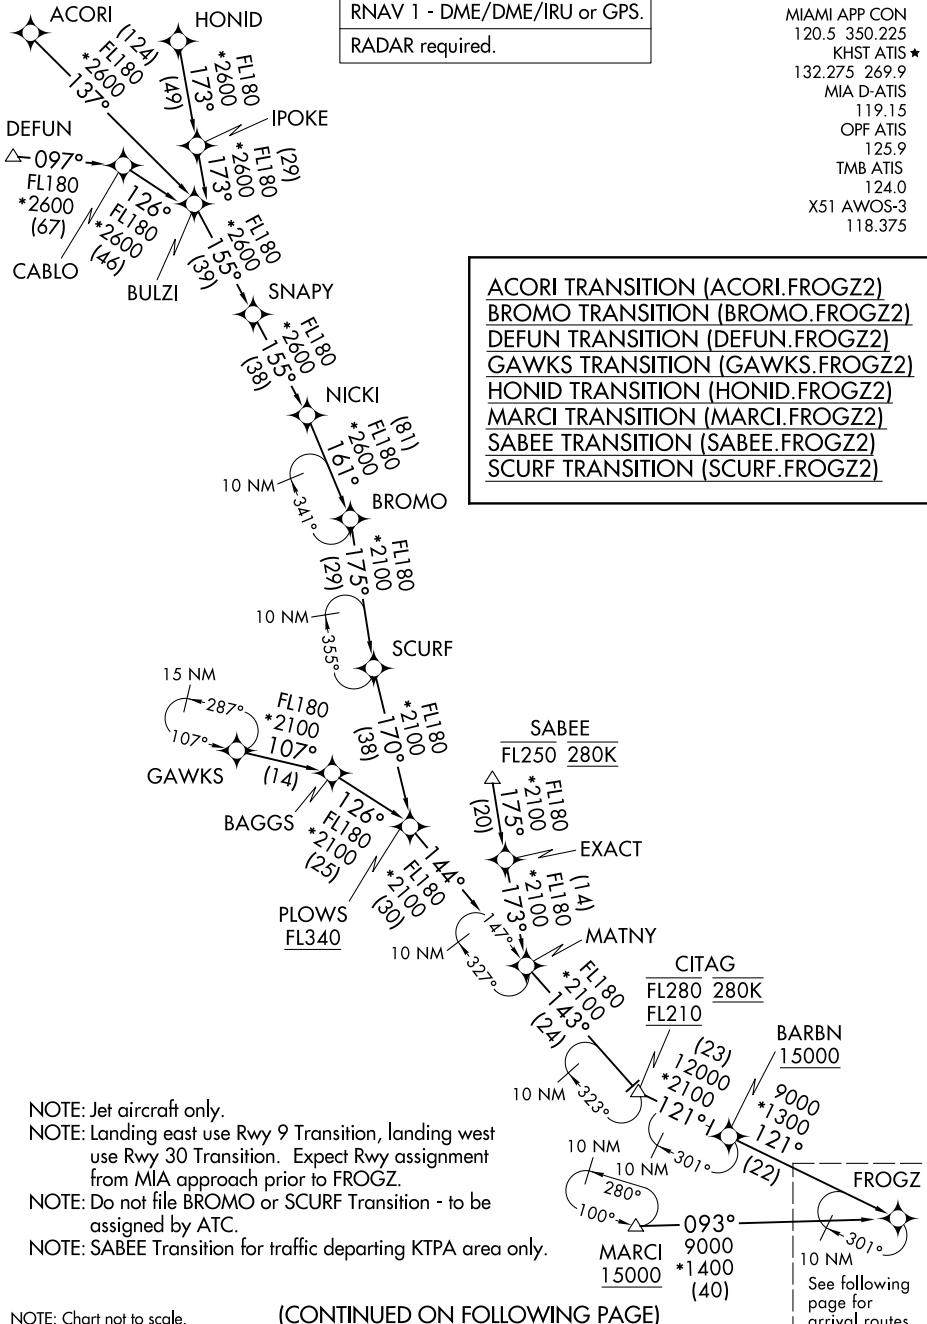 RNAV 1 - DME/DME/IRU or GPS.
RADAR required.
MIAMI APP CON
120.5 350.225
KHST ATIS ★
132.275 269.9
MIA D-ATIS
119.15
OPF ATIS
125.9
TMB ATIS
124.0
X51 AWOS-3
118.375
ACORI
(124)
FL180
*2600
137°
HONID
FL180
*2600
173°
(49)
IPOKE
(29)
FL180
*2600
173°
DEFUN
097°
FL180
*2600
(67)
CABLO
126°
FL180
*2600
(46)
BULZI
FL180
*2600
155°
(39)
SNAPY
FL180
*2600
155°
(38)
NICKI
(81)
FL180
*2600
161°
10 NM
341°
BROMO
FL180
*2100
175°
(29)
10 NM
355°
SCURF
FL180
*2100
170°
(38)
15 NM
287°
107°
GAWKS
FL180
*2100
107°
(14)
BAGGS
126°
FL180
*2100
(25)
PLOWS
FL340
144°
FL180
*2100
(30)
147°
10 NM
327°
SABEE
FL250 280K
FL180
*2100
175°
(20)
EXACT
(14)
FL180
*2100
173°
MATNY
FL180
*2100
143°
(24)
10 NM
323°
CITAG
FL280 280K
FL210
(23)
12000
*2100
121°
10 NM
301°
BARBN
15000
9000
*1300
121°
(22)
FROGZ
301°
10 NM
10 NM
280°
100°
MARCI
15000
093°
9000
*1400
(40)
See following
page for
arrival routes
ACORI TRANSITION (ACORI.FROGZ2)
BROMO TRANSITION (BROMO.FROGZ2)
DEFUN TRANSITION (DEFUN.FROGZ2)
GAWKS TRANSITION (GAWKS.FROGZ2)
HONID TRANSITION (HONID.FROGZ2)
MARCI TRANSITION (MARCI.FROGZ2)
SABEE TRANSITION (SABEE.FROGZ2)
SCURF TRANSITION (SCURF.FROGZ2)
NOTE: Jet aircraft only.
NOTE: Landing east use Rwy 9 Transition, landing west
use Rwy 30 Transition. Expect Rwy assignment
from MIA approach prior to FROGZ.
NOTE: Do not file BROMO or SCURF Transition - to be
assigned by ATC.
NOTE: SABEE Transition for traffic departing KTPA area only.
NOTE: Chart not to scale.
(CONTINUED ON FOLLOWING PAGE)